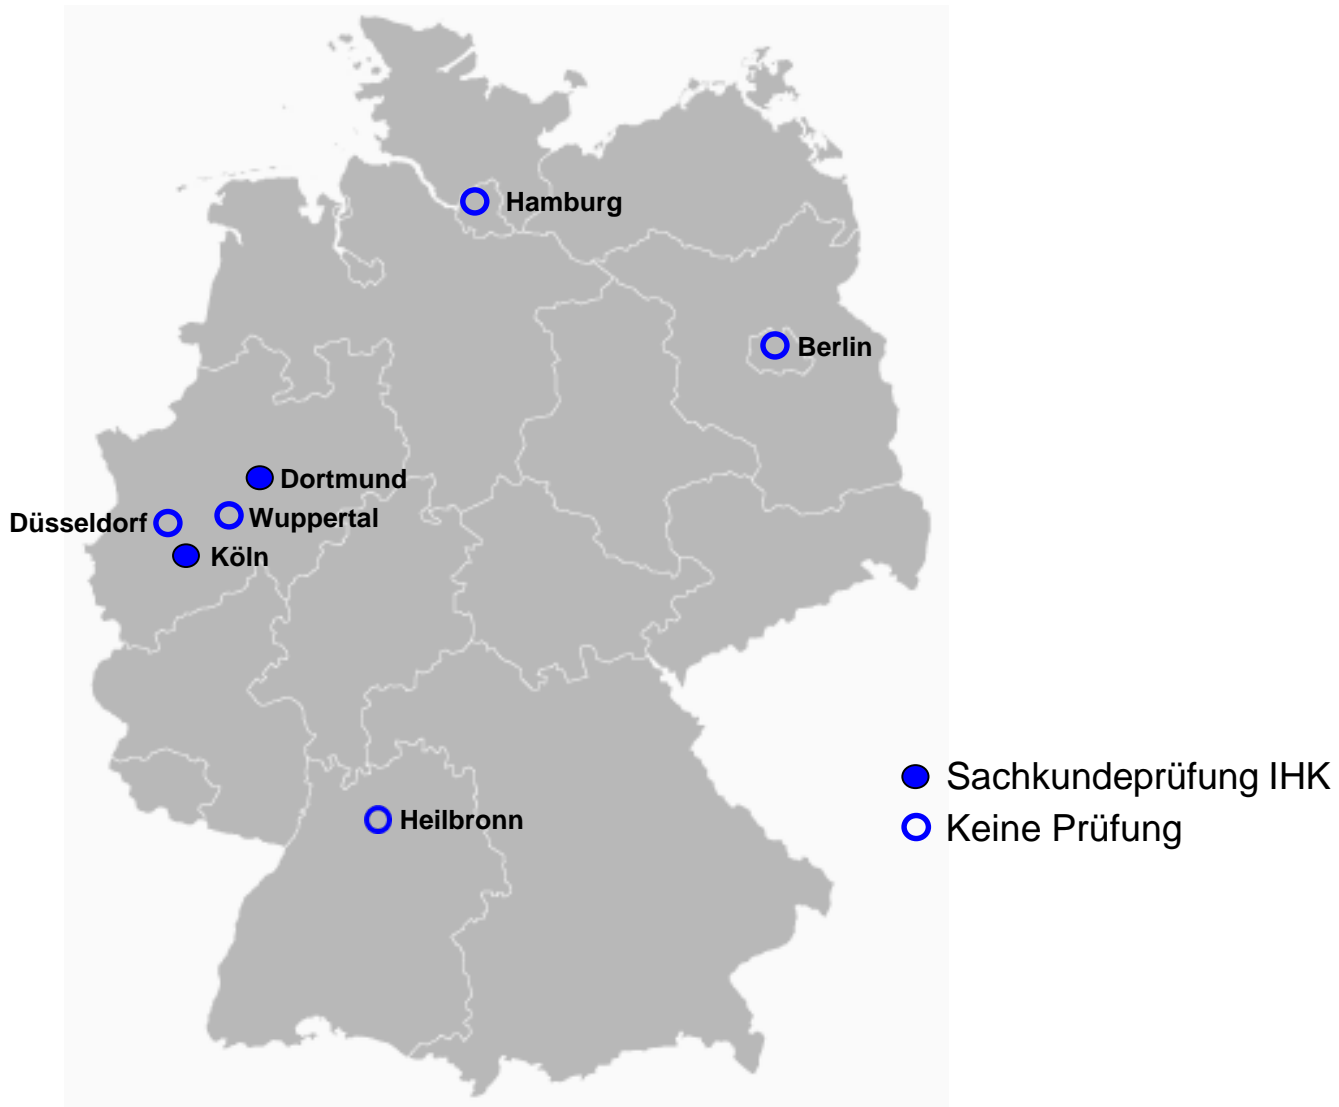 Hamburg
Berlin
Dortmund
Düsseldorf
Wuppertal
Köln
Sachkundeprüfung IHK
Keine Prüfung
Heilbronn